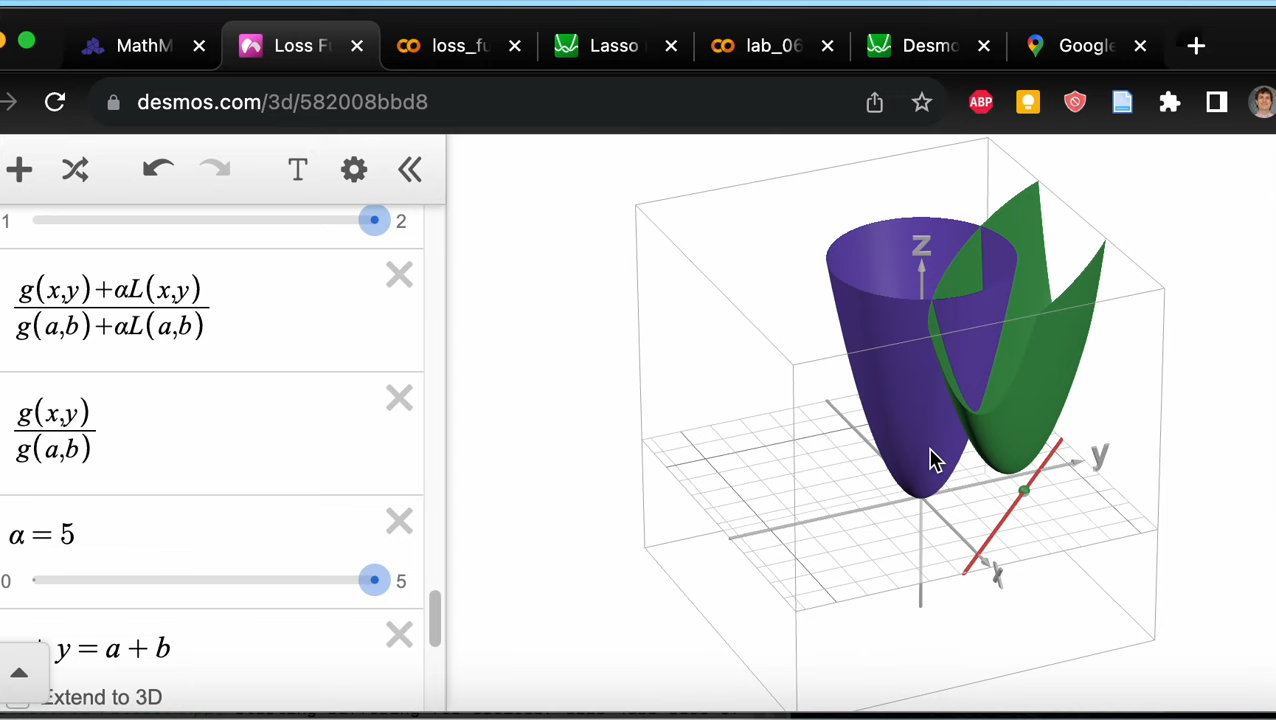 MathM
Loss F
loss_fu
Lasso
lab_06
Desmo
Google
desmos.com/3d/582008bbd8
ABP
T
1 2
g(x,y)+αL(x,y)
g(a,b)+αL(a,b)
g(x,y)
g(a,b)
α = 5
0 5
y = a + b
Extend to 3D
z
y
x